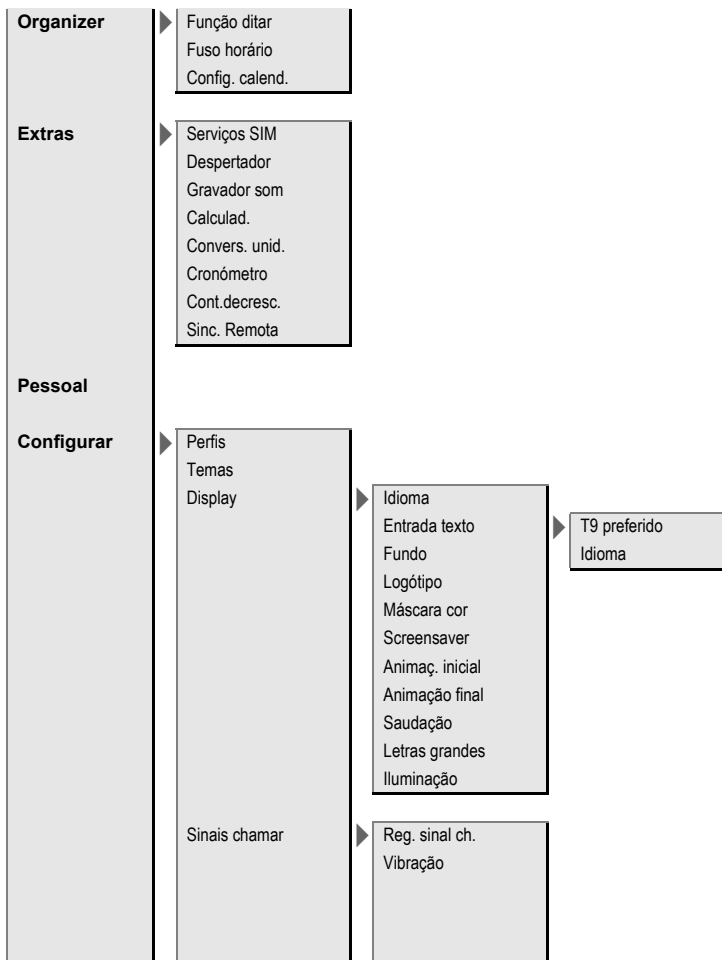 Organizer
Função ditar
Fuso horário
Config. calend.
Extras
Serviços SIM
Despertador
Gravador som
Calculad.
Convers. unid.
Cronómetro
Cont.decresc.
Sinc. Remota
Pessoal
Configurar
Perfis
Temas
Display
Idioma
Entrada texto
T9 preferido
Idioma
Fundo
Logótipo
Máscara cor
Screensaver
Animaç. inicial
Animação final
Saudação
Letras grandes
Iluminação
Sinais chamar
Reg. sinal ch.
Vibração